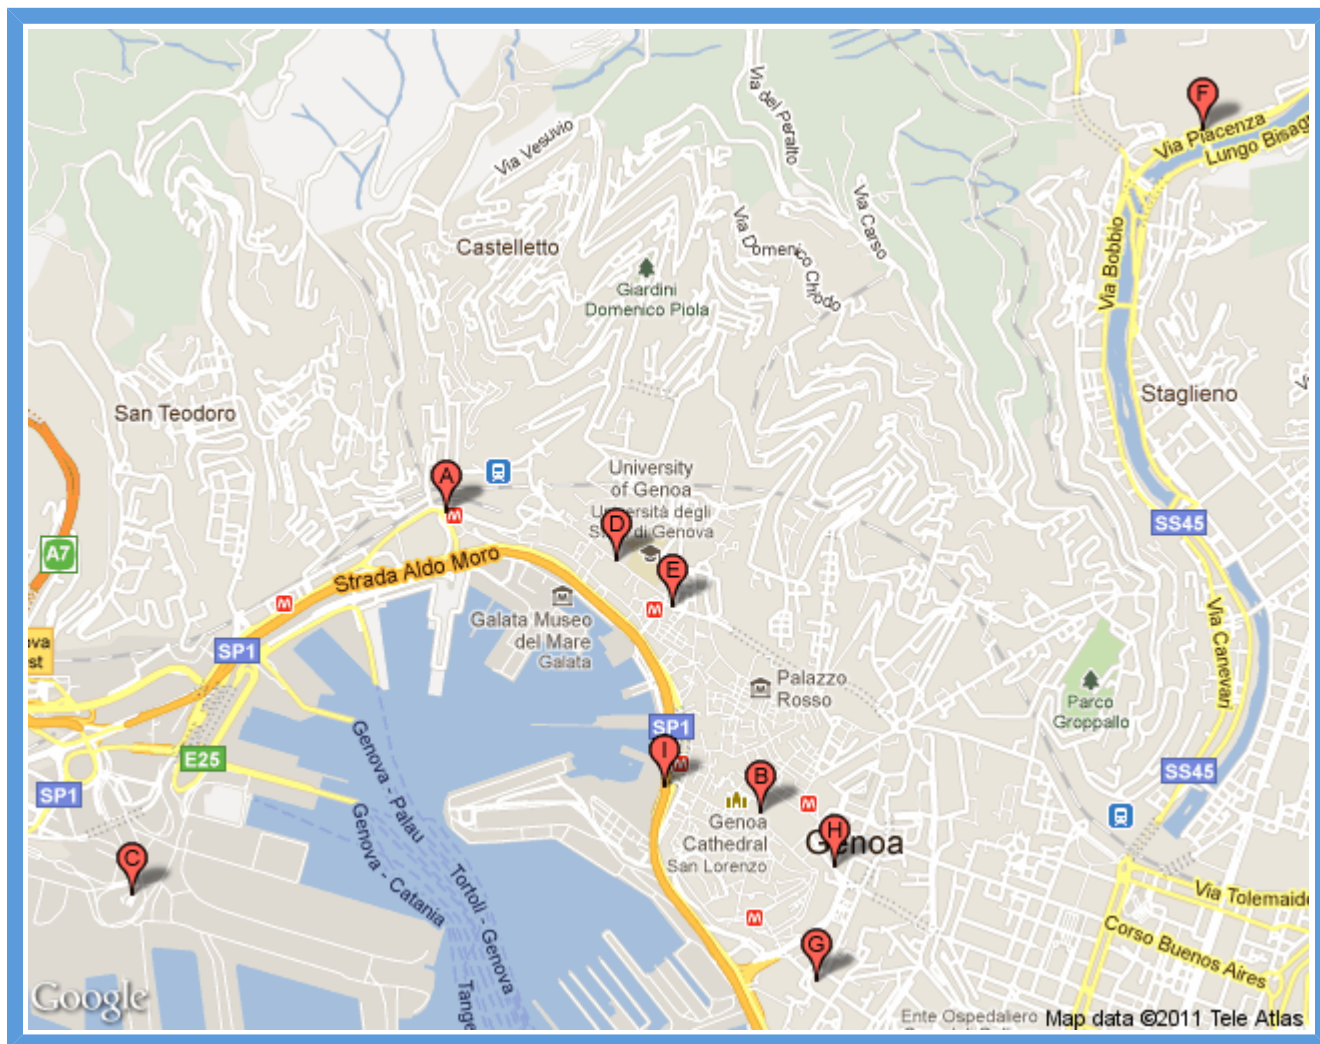 F
Via Piacenza
Lungo Bisag
Via del Peralto
Via Vesuvio
Via Carso
Via Domenico Chiodo
Castelletto
Via Bobbio
Giardini
Domenico Piola
Staglieno
San Teodoro
A
University
of Genoa
Università degli
Studi di Genova
D
M
SS45
A7
Strada Aldo Moro
E
M
M
Galata Museo
del Mare
Galata
Via Canevari
SP1
ova
st
Palazzo
Rosso
Parco
Groppallo
SP1
I
M
E25
SS45
SP1
B
M
Genova - Palau
Genova - Catania
Genoa
Cathedral
San Lorenzo
H
Genoa
C
Tortoli - Genova
Via Tolemaide
M
G
Corso Buenos Aires
Tange
Google
Ente Ospedaliero
Map data ©2011 Tele Atlas